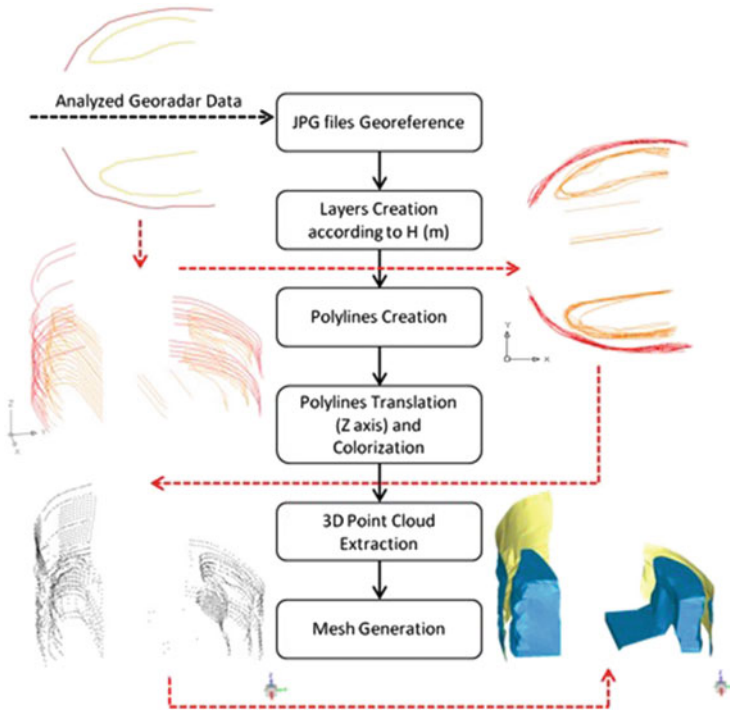 Analyzed Georadar Data
JPG files Georeference
Layers Creation
according to H (m)
Polylines Creation
Y
X
Polylines Translation
(Z axis) and
Colorization
Z
Y
X
3D Point Cloud
Extraction
Mesh Generation